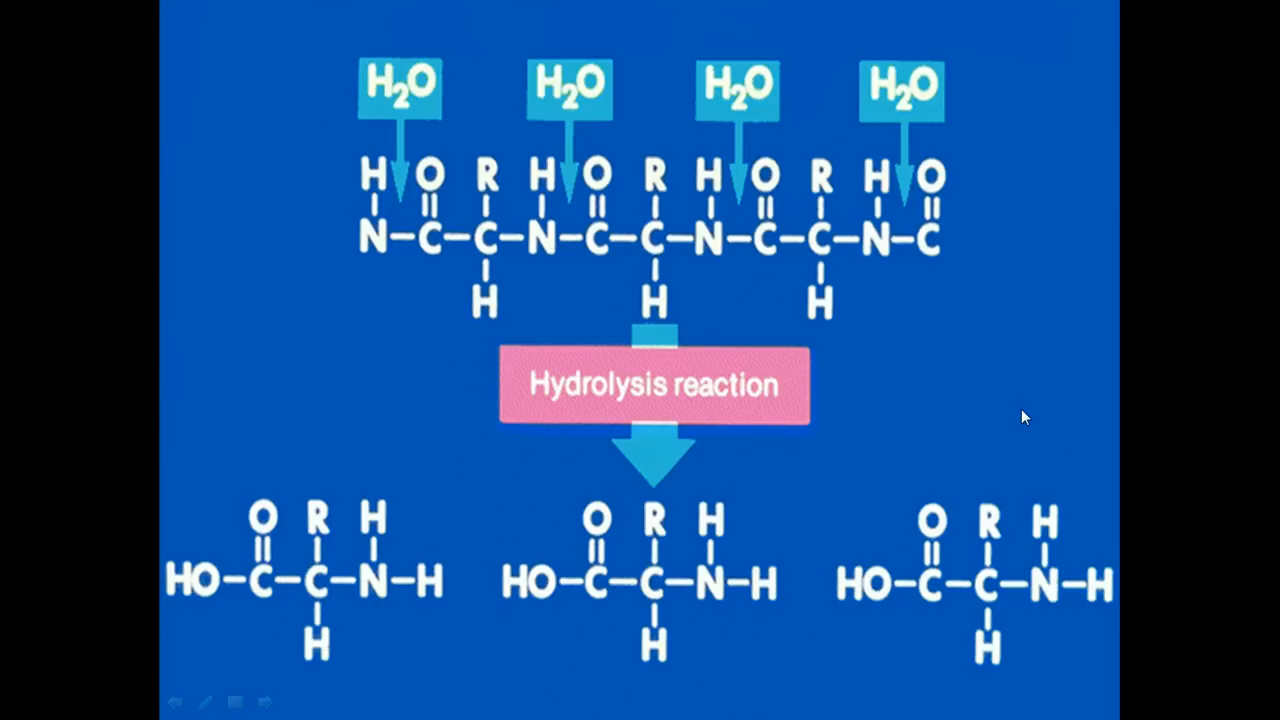 H₂O H₂O H₂O H₂O
H O R H O R H O R H O
N–C–C–N–C–C–N–C–C–N–C
H H H
Hydrolysis reaction
O R H O R H O R H
HO–C–C–N–H HO–C–C–N–H HO–C–C–N–H
H H H